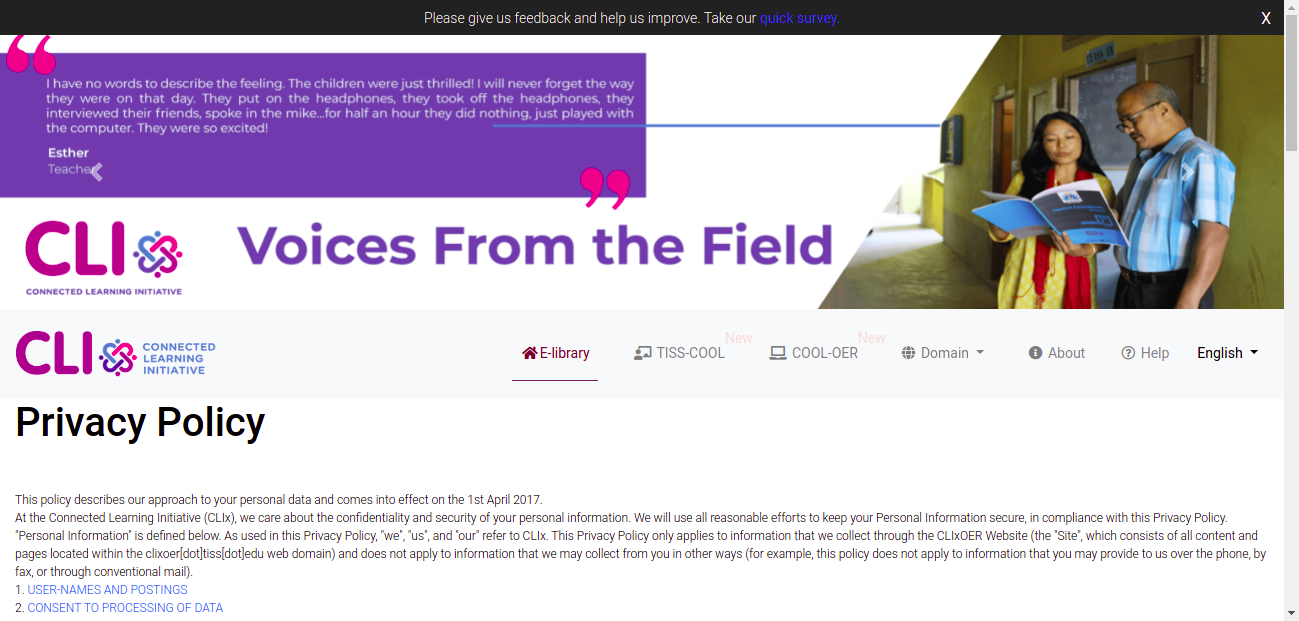 Please give us feedback and help us improve. Take our quick survey.
X
I have no words to describe the feeling. The children were just thrilled! I will never forget the way
they were on that day. They put on the headphones, they took off the headphones, they
interviewed their friends, spoke in the mike...for half an hour they did nothing, just played with
the computer. They were so excited!
Esther
Teacher
CLI
CONNECTED LEARNING INITIATIVE
Voices From the Field
CLI
CONNECTED
LEARNING
INITIATIVE
E-library
TISS-COOL
New
COOL-OER
New
Domain
About
Help
English
Privacy Policy
This policy describes our approach to your personal data and comes into effect on the 1st April 2017.
At the Connected Learning Initiative (CLIx), we care about the confidentiality and security of your personal information. We will use all reasonable efforts to keep your Personal Information secure, in compliance with this Privacy Policy.
"Personal Information" is defined below. As used in this Privacy Policy, "we", "us", and "our" refer to CLIx. This Privacy Policy only applies to information that we collect through the CLIxOER Website (the "Site", which consists of all content and
pages located within the clixoer[dot]tiss[dot]edu web domain) and does not apply to information that we may collect from you in other ways (for example, this policy does not apply to information that you may provide to us over the phone, by
fax, or through conventional mail).
1. USER-NAMES AND POSTINGS
2. CONSENT TO PROCESSING OF DATA